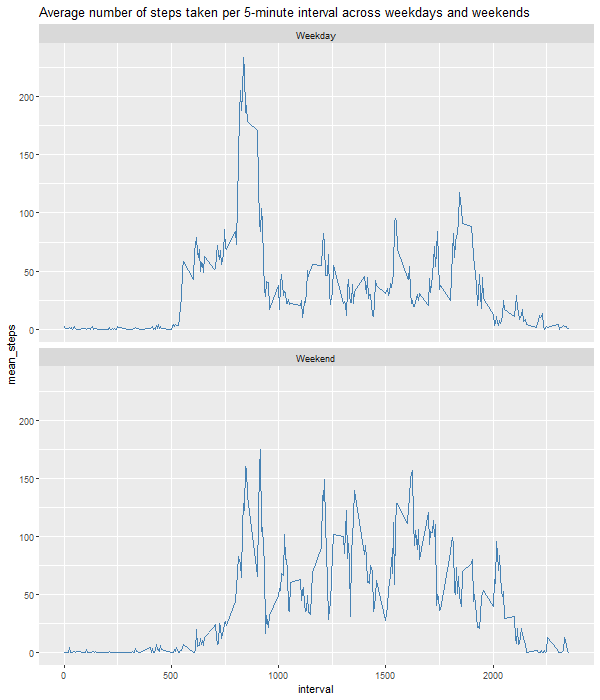 Average number of steps taken per 5-minute interval across weekdays and weekends
Weekday
200
150
100
50
0
mean_steps
Weekend
200
150
100
50
0
0 500 1000 1500 2000
interval